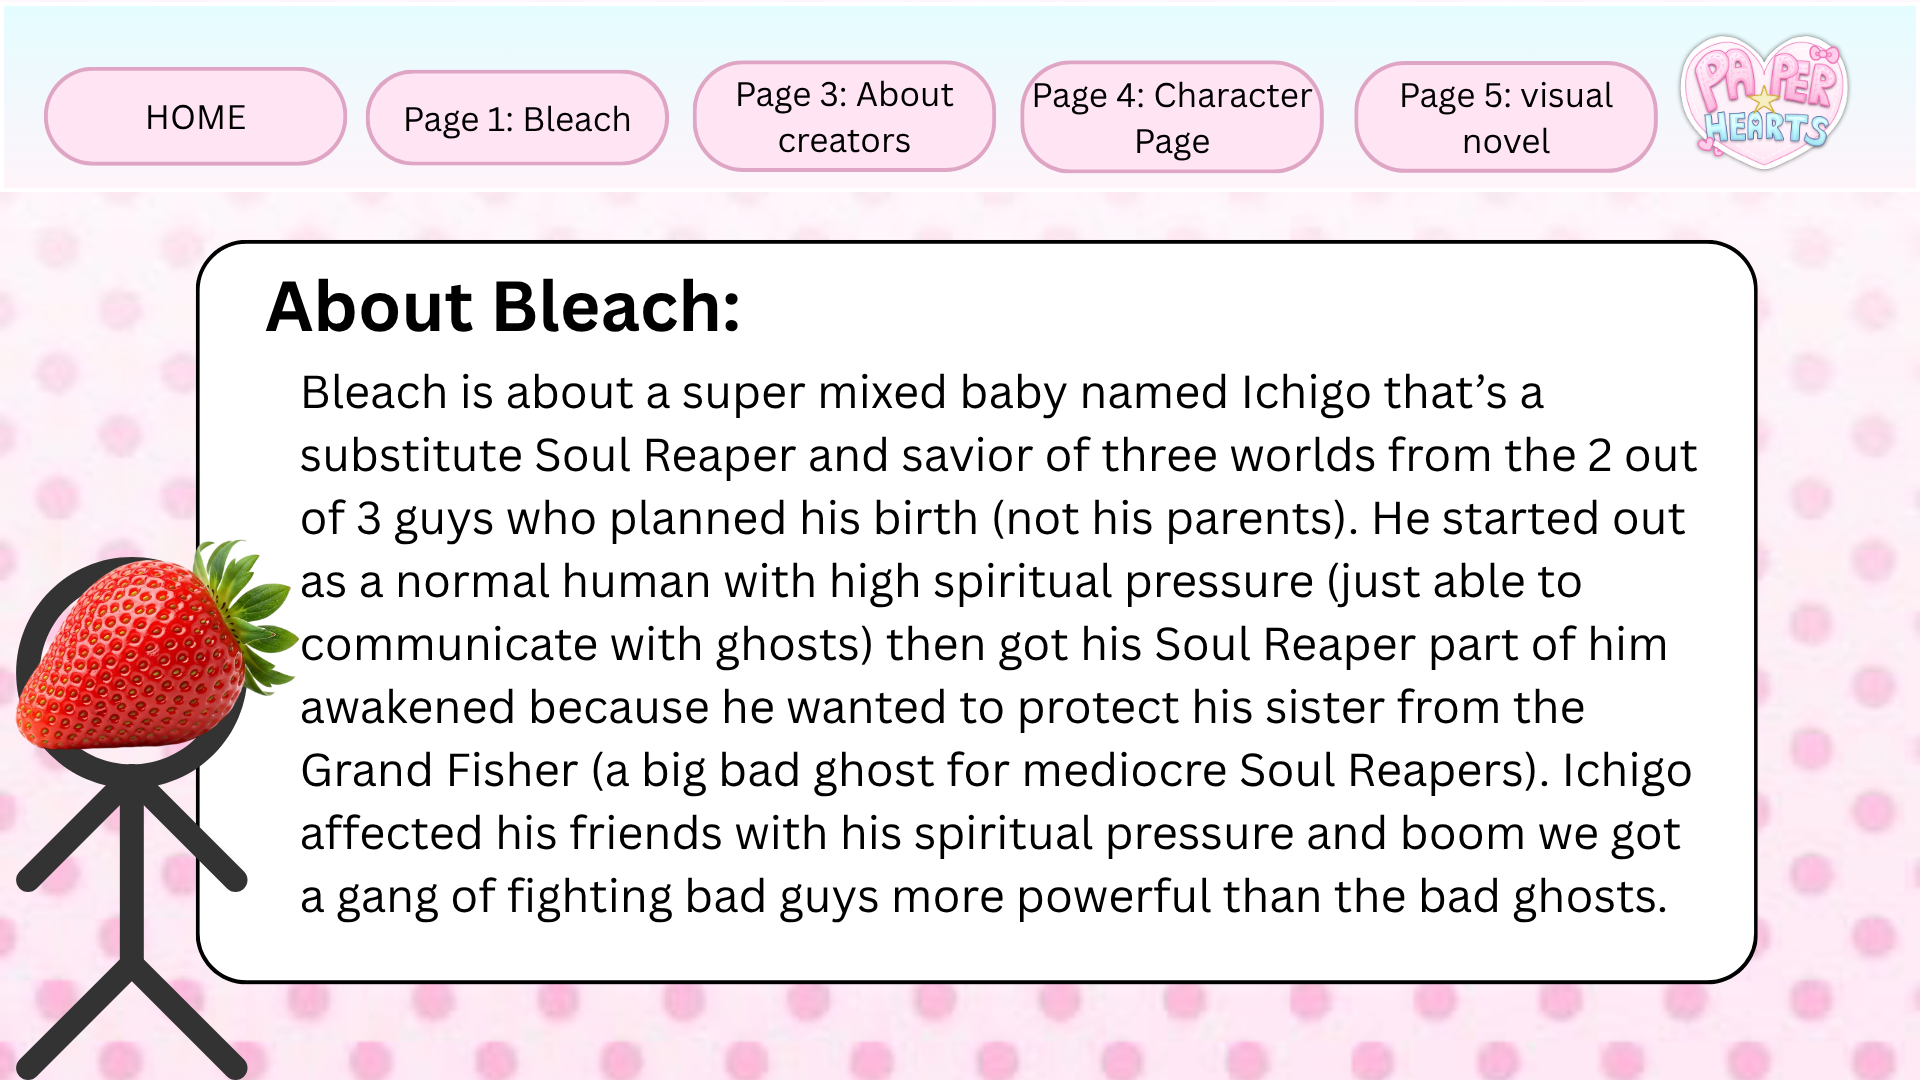 HOME
Page 1: Bleach
Page 3: About
creators
Page 4: Character
Page
Page 5: visual
novel
PAPER
HEARTS
About Bleach:
Bleach is about a super mixed baby named Ichigo that’s a
substitute Soul Reaper and savior of three worlds from the 2 out
of 3 guys who planned his birth (not his parents). He started out
as a normal human with high spiritual pressure (just able to
communicate with ghosts) then got his Soul Reaper part of him
awakened because he wanted to protect his sister from the
Grand Fisher (a big bad ghost for mediocre Soul Reapers). Ichigo
affected his friends with his spiritual pressure and boom we got
a gang of fighting bad guys more powerful than the bad ghosts.